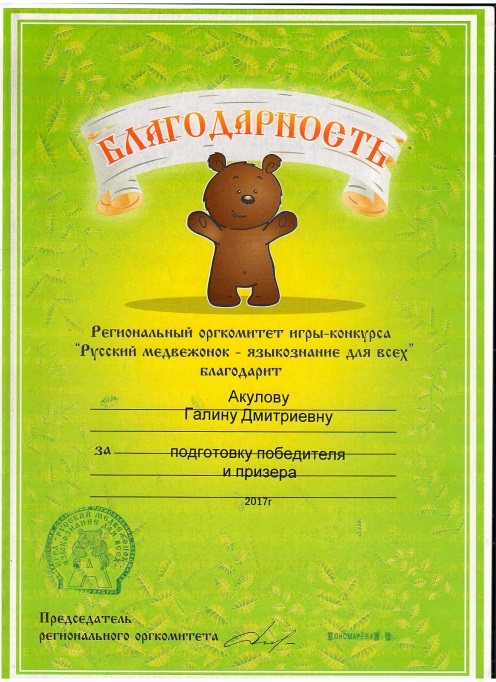 БЛАГОДАРНОСТЬ
Региональный оргкомитет игры-конкурса
"Русский медвежонок - языкознание для всех"
благодарит
Акулову
Галину Дмитриевну
за подготовку победителя
и призера
2017г
Председатель
регионального оргкомитета